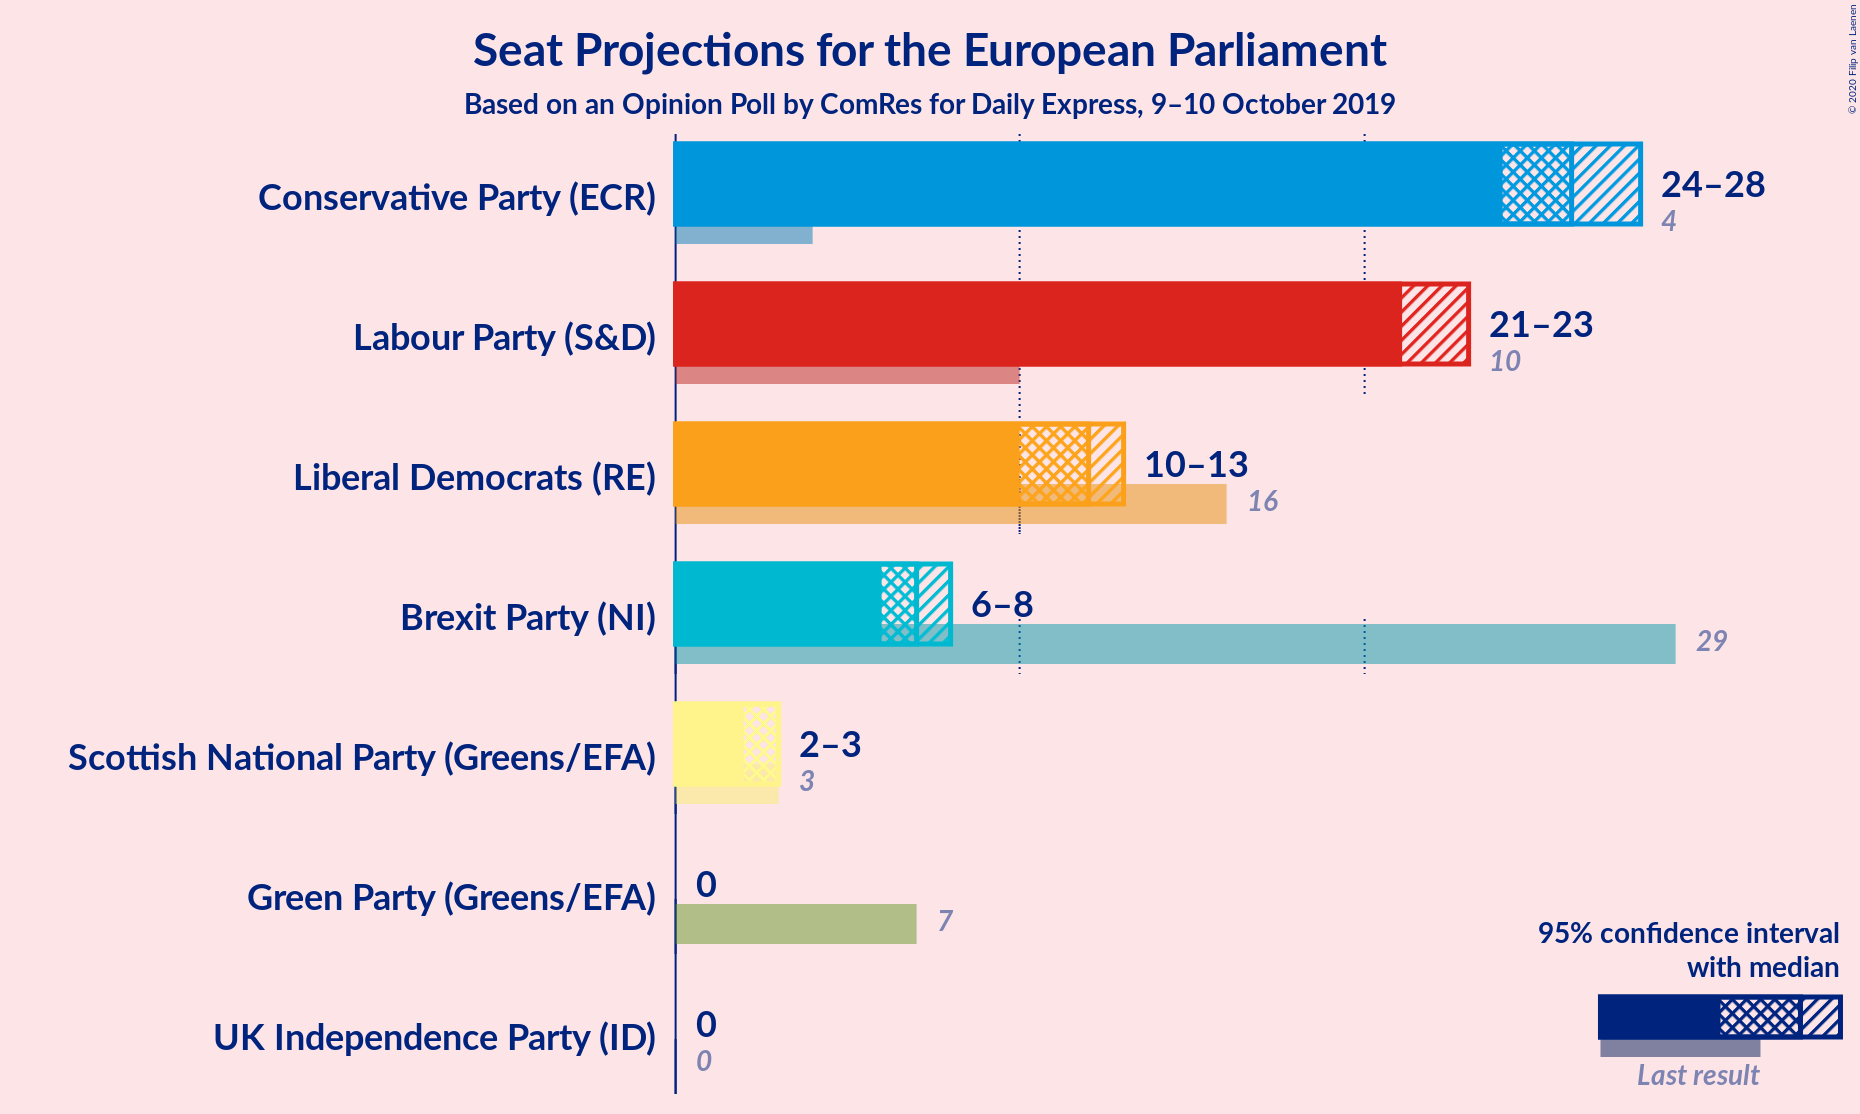 Seat Projections for the European Parliament
Based on an Opinion Poll by ComRes for Daily Express, 9–10 October 2019
© 2020 Filip van Laenen
Conservative Party (ECR)
24–28
4
Labour Party (S&D)
21–23
10
Liberal Democrats (RE)
10–13
16
Brexit Party (NI)
6–8
29
Scottish National Party (Greens/EFA)
2–3
3
Green Party (Greens/EFA)
0
7
UK Independence Party (ID)
0
0
95% confidence interval
with median
Last result